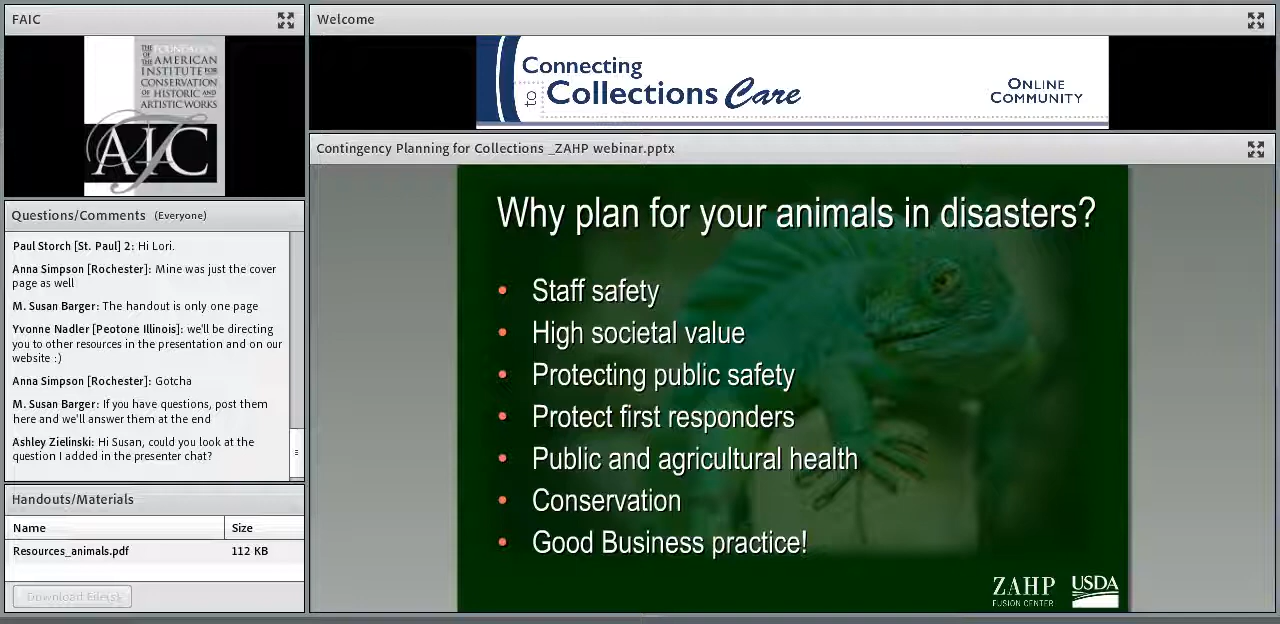 FAIC
THE
FOUNDATION
OF
THE AMERICAN
INSTITUTE FOR
CONSERVATION
OF HISTORIC AND
ARTISTIC WORKS
AIC
Questions/Comments (Everyone)
Paul Storch [St. Paul] 2: Hi Lori.
Anna Simpson [Rochester]: Mine was just the cover
page as well
M. Susan Barger: The handout is only one page
Yvonne Nadler [Peotone Illinois]: we'll be directing
you to other resources in the presentation and on our
website :)
Anna Simpson [Rochester]: Gotcha
M. Susan Barger: If you have questions, post them
here and we'll answer them at the end
Ashley Zielinski: Hi Susan, could you look at the
question I added in the presenter chat?
Handouts/Materials
Name Size
Resources_animals.pdf 112 KB
Download File(s)
Welcome
Connecting
to Collections Care
ONLINE
COMMUNITY
Contingency Planning for Collections _ZAHP webinar.pptx
Why plan for your animals in disasters?
• Staff safety
• High societal value
• Protecting public safety
• Protect first responders
• Public and agricultural health
• Conservation
• Good Business practice!
ZAHP
FUSION CENTER
USDA